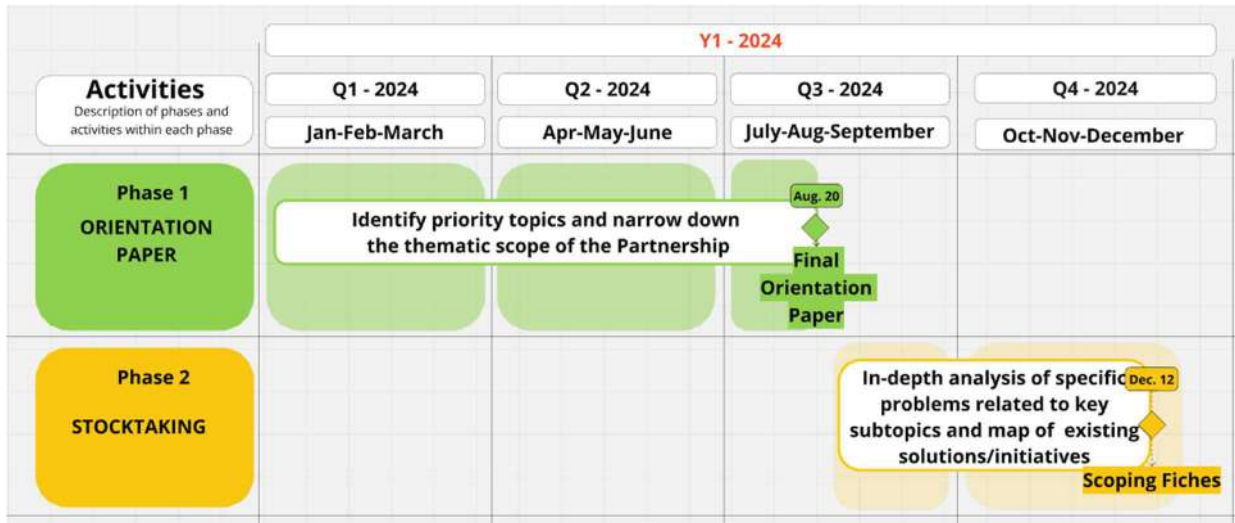 Y1 - 2024
Activities
Description of phases and
activities within each phase
Q1 - 2024
Q2 - 2024
Q3 - 2024
Q4 - 2024
Jan-Feb-March
Apr-May-June
July-Aug-September
Oct-Nov-December
Phase 1
ORIENTATION
PAPER
Identify priority topics and narrow down
the thematic scope of the Partnership
Aug. 20
Final
Orientation
Paper
Phase 2
STOCKTAKING
In-depth analysis of specific
problems related to key
subtopics and map of existing
solutions/initiatives
Dec. 12
Scoping Fiches